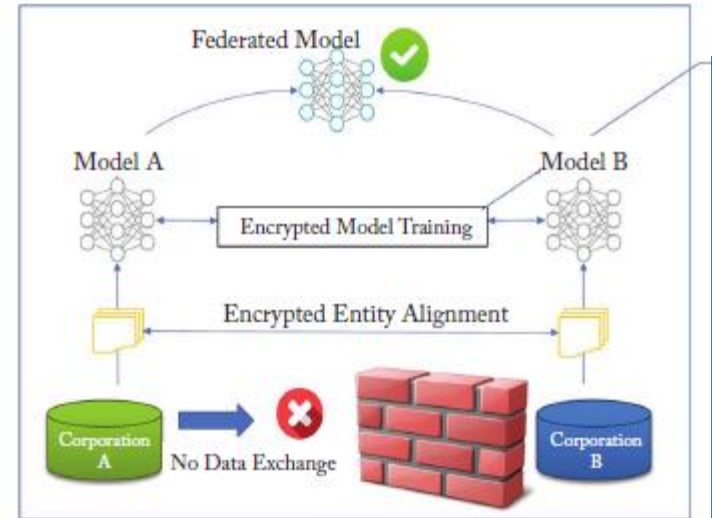 Federated Model
Model A
Model B
Encrypted Model Training
Encrypted Entity Alignment
Corporation
A
No Data Exchange
Corporation
B